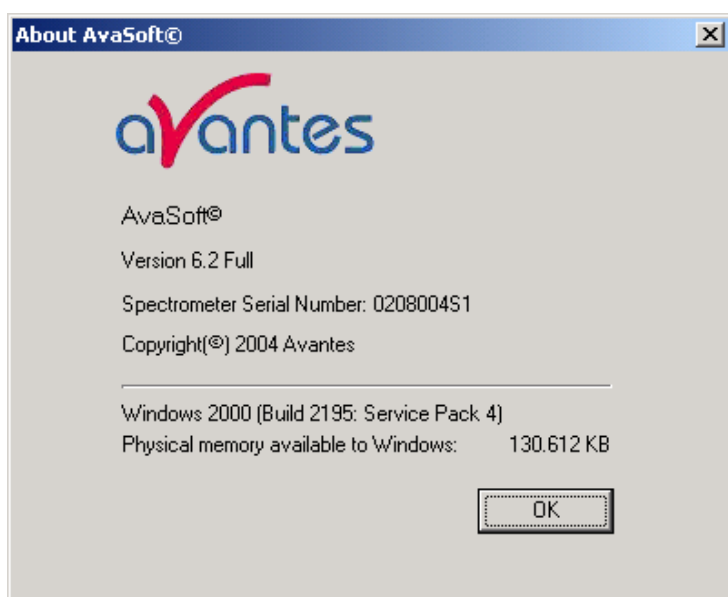 About AvaSoft©
avantes
AvaSoft©
Version 6.2 Full
Spectrometer Serial Number: 0208004S1
Copyright(©) 2004 Avantes
Windows 2000 (Build 2195: Service Pack 4)
Physical memory available to Windows: 130.612 KB
OK